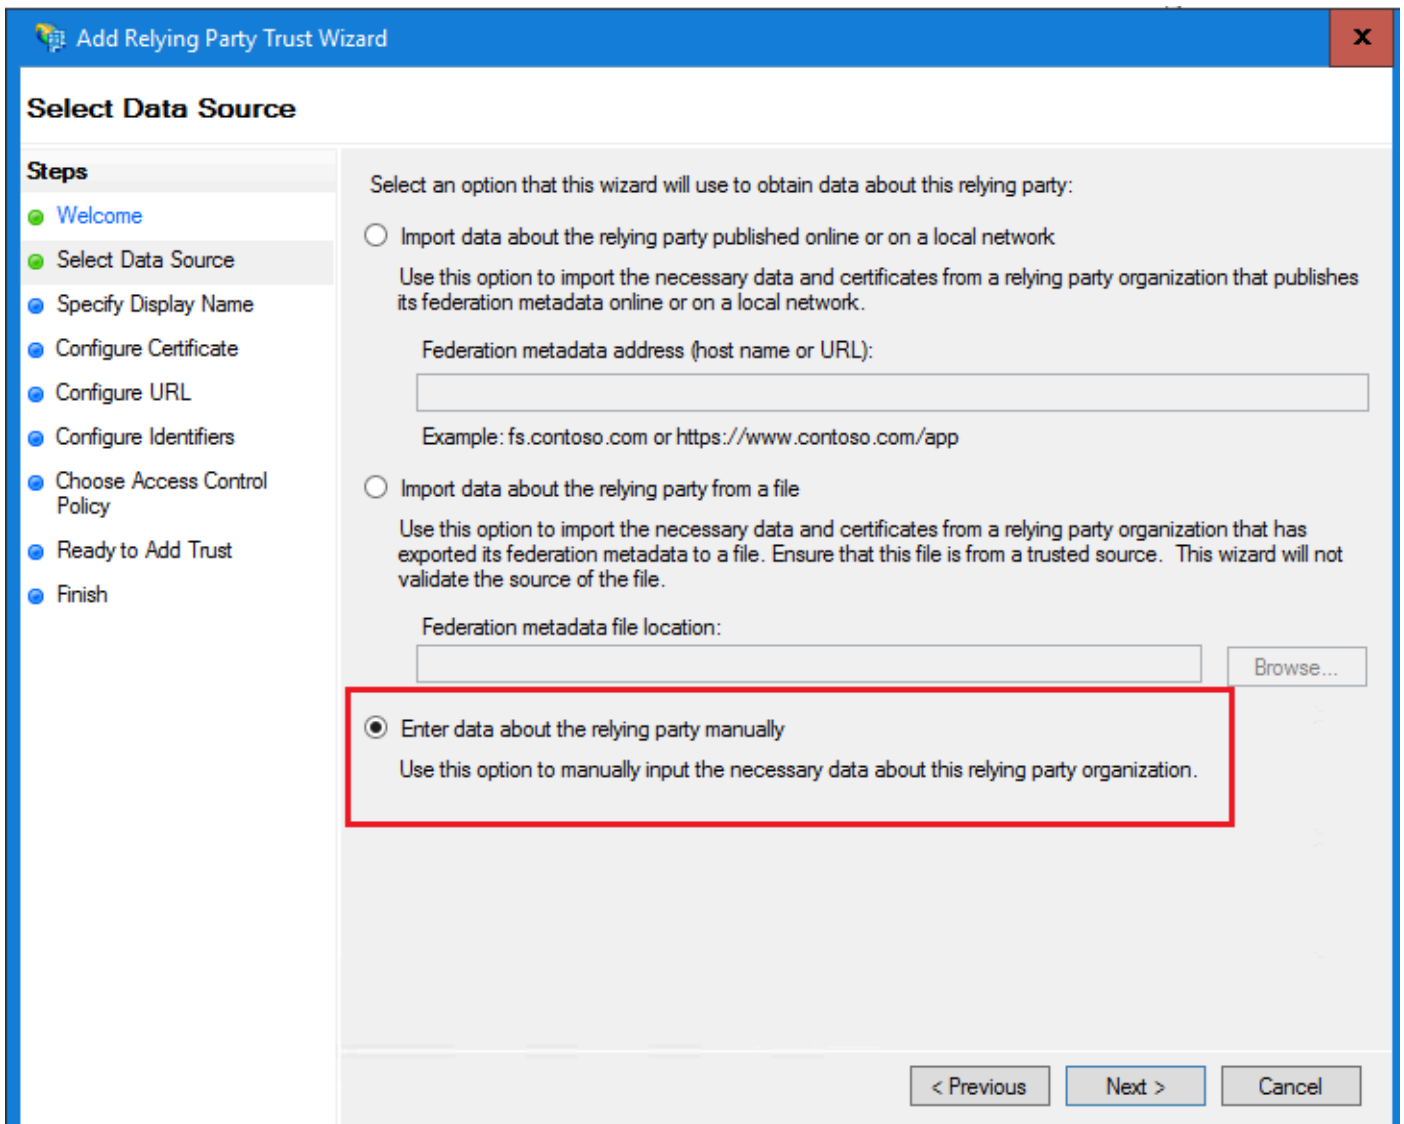 Add Relying Party Trust Wizard
x
Select Data Source
Steps
Welcome
Select Data Source
Specify Display Name
Configure Certificate
Configure URL
Configure Identifiers
Choose Access Control
Policy
Ready to Add Trust
Finish
Select an option that this wizard will use to obtain data about this relying party:
Import data about the relying party published online or on a local network
Use this option to import the necessary data and certificates from a relying party organization that publishes
its federation metadata online or on a local network.
Federation metadata address (host name or URL):
Example: fs.contoso.com or https://www.contoso.com/app
Import data about the relying party from a file
Use this option to import the necessary data and certificates from a relying party organization that has
exported its federation metadata to a file. Ensure that this file is from a trusted source.  This wizard will not
validate the source of the file.
Federation metadata file location:
Browse...
Enter data about the relying party manually
Use this option to manually input the necessary data about this relying party organization.
< Previous
Next >
Cancel